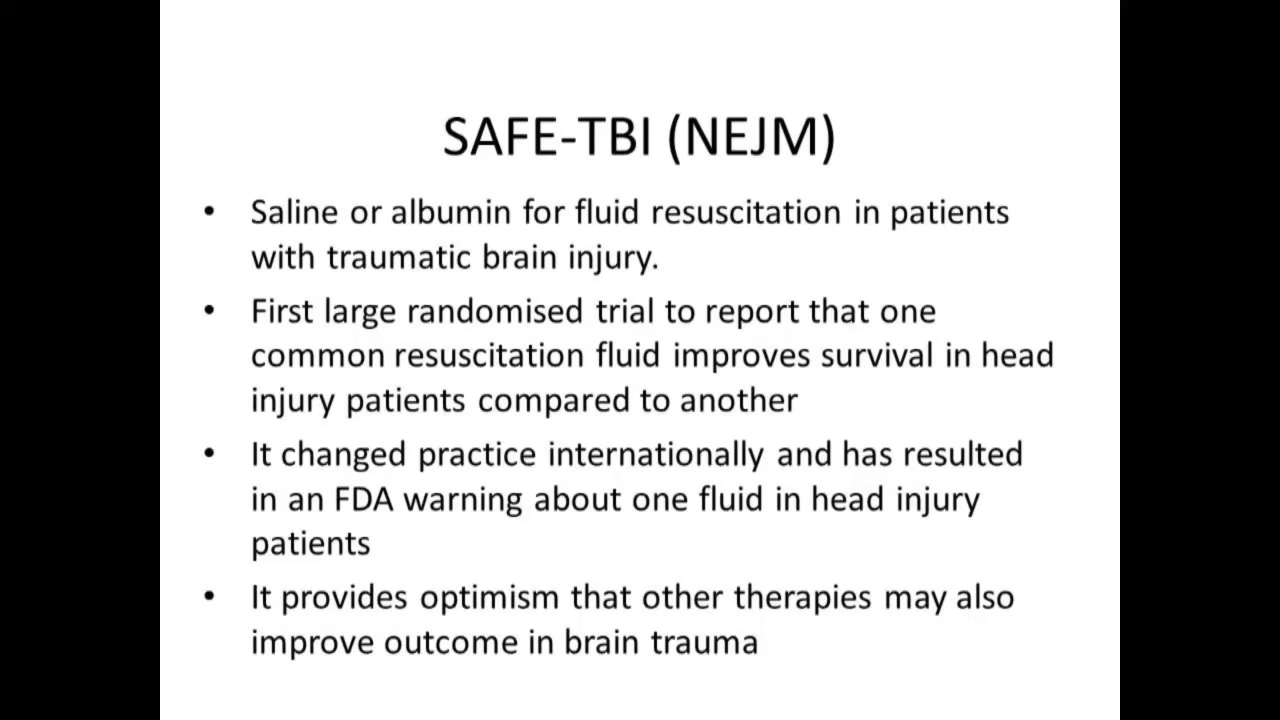 SAFE-TBI (NEJM)
• Saline or albumin for fluid resuscitation in patients
with traumatic brain injury.
• First large randomised trial to report that one
common resuscitation fluid improves survival in head
injury patients compared to another
• It changed practice internationally and has resulted
in an FDA warning about one fluid in head injury
patients
• It provides optimism that other therapies may also
improve outcome in brain trauma